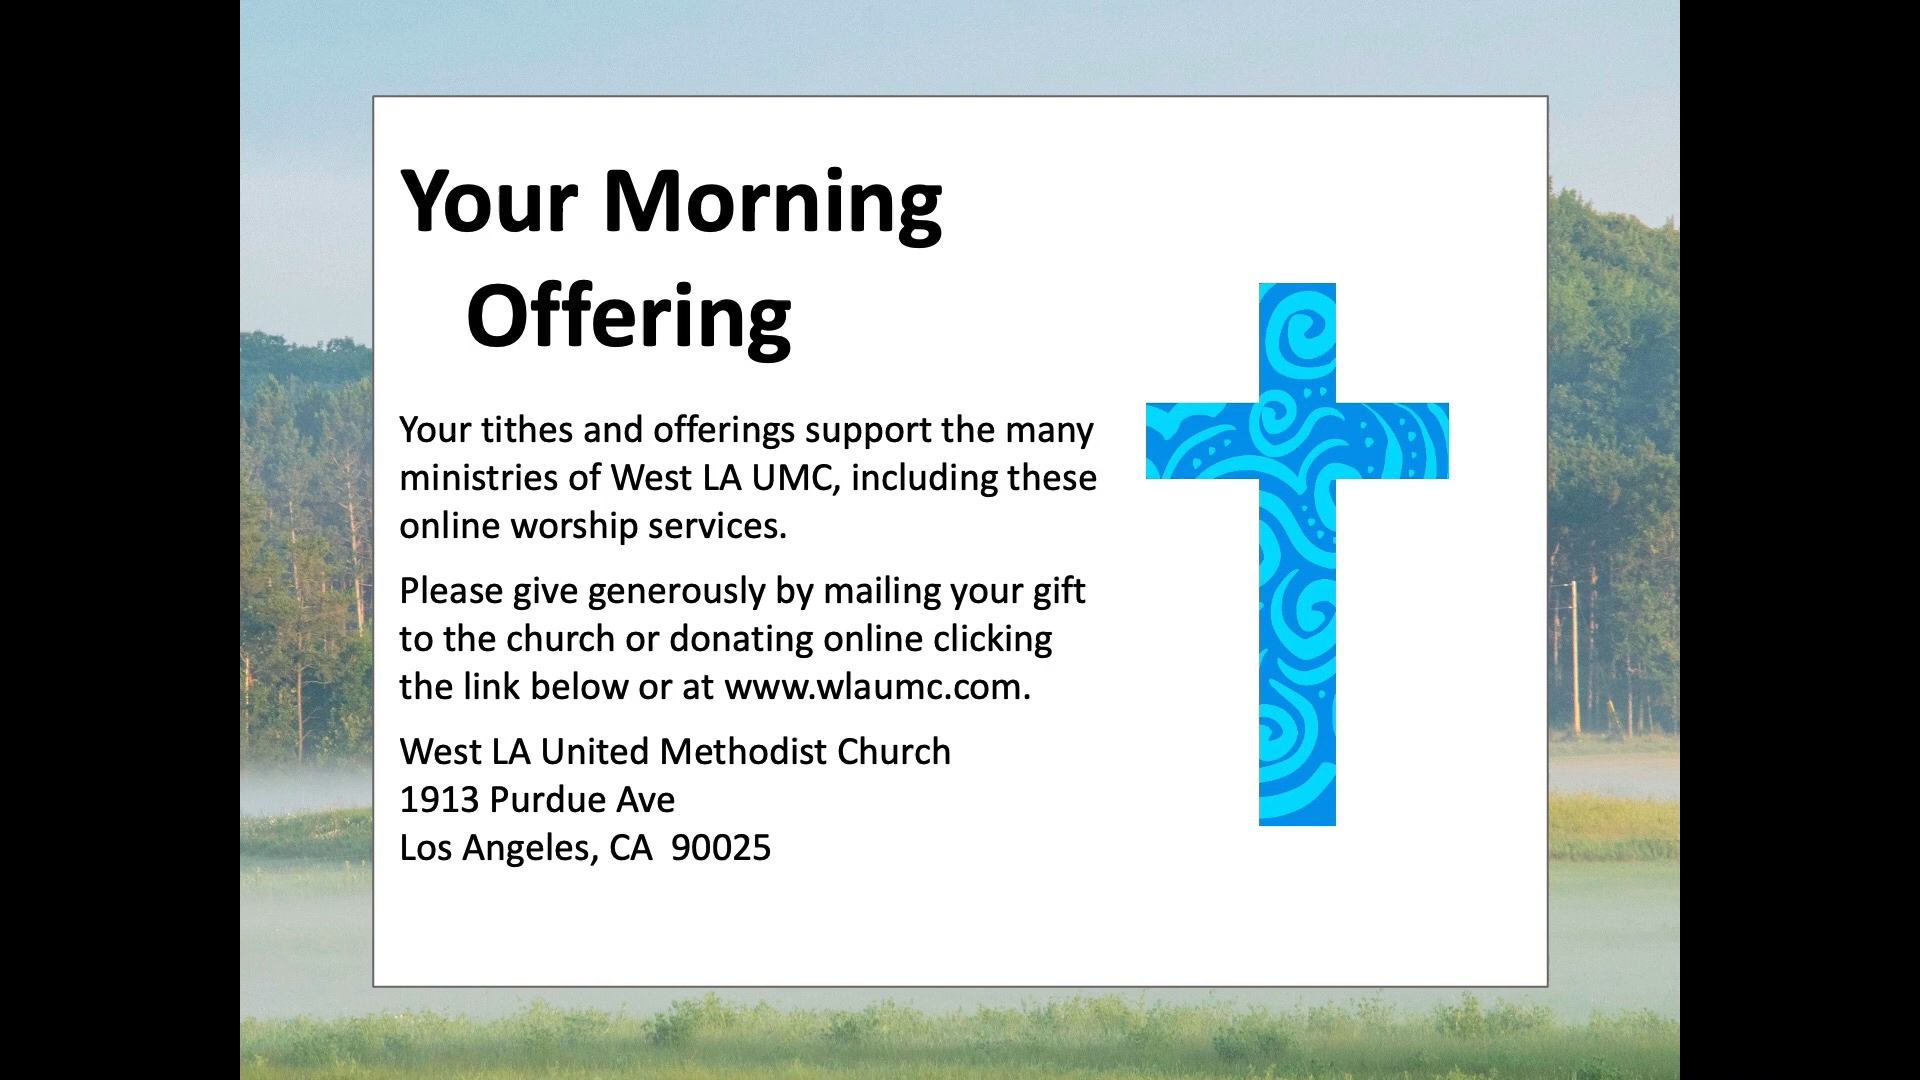 Your Morning
Offering
Your tithes and offerings support the many
ministries of West LA UMC, including these
online worship services.
Please give generously by mailing your gift
to the church or donating online clicking
the link below or at www.wlaumc.com.
West LA United Methodist Church
1913 Purdue Ave
Los Angeles, CA  90025